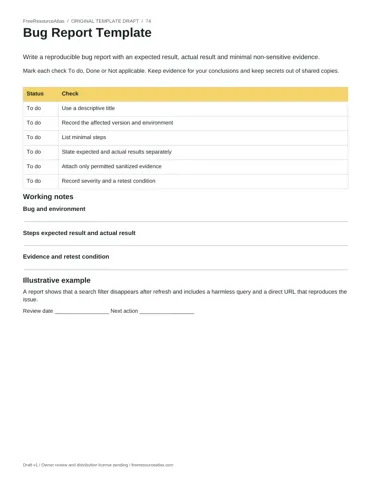 FreeResourceAtlas / ORIGINAL TEMPLATE DRAFT / 74
Bug Report Template
Write a reproducible bug report with an expected result, actual result and minimal non-sensitive evidence.
Mark each check To do, Done or Not applicable. Keep evidence for your conclusions and keep secrets out of shared copies.
Status Check
To do Use a descriptive title
To do Record the affected version and environment
To do List minimal steps
To do State expected and actual results separately
To do Attach only permitted sanitized evidence
To do Record severity and a retest condition
Working notes
Bug and environment
Steps expected result and actual result
Evidence and retest condition
Illustrative example
A report shows that a search filter disappears after refresh and includes a harmless query and a direct URL that reproduces the
issue.
Review date ____________________ Next action ____________________
Draft v1 / Demo review and distribution license pending / freeresourceatlas.com